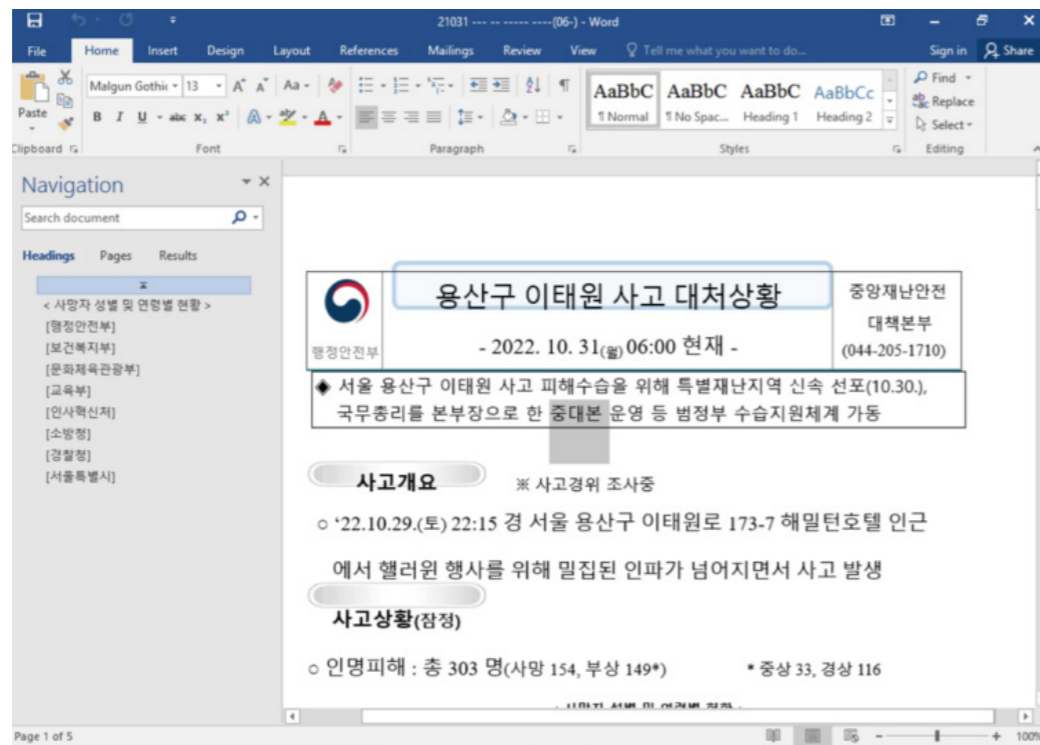 21031 --- -- ----- ----(06-) - Word
File Home Insert Design Layout References Mailings Review View Tell me what you want to do... Sign in Share
Paste
Malgun Gothic 13 Aa
B I U abc x₂ x² A A
AaBbC AaBbC AaBbC AaBbCc
¶ Normal ¶ No Spac... Heading 1 Heading 2
Find
Replace
Select
Clipboard Font Paragraph Styles Editing
Navigation
Search document
Headings Pages Results
< 사망자 성별 및 연령별 현황 >
[행정안전부]
[보건복지부]
[문화체육관광부]
[교육부]
[인사혁신처]
[소방청]
[경찰청]
[서울특별시]
행정안전부
용산구 이태원 사고 대처상황
- 2022. 10. 31(월) 06:00 현재 -
중앙재난안전
대책본부
(044-205-1710)
◆ 서울 용산구 이태원 사고 피해수습을 위해 특별재난지역 신속 선포(10.30.),
국무총리를 본부장으로 한 중대본 운영 등 범정부 수습지원체계 가동
사고개요 ※ 사고경위 조사중
○ ‘22.10.29.(토) 22:15 경 서울 용산구 이태원로 173-7 해밀턴호텔 인근
에서 핼러윈 행사를 위해 밀집된 인파가 넘어지면서 사고 발생
사고상황(잠정)
○ 인명피해 : 총 303 명(사망 154, 부상 149*) * 중상 33, 경상 116
Page 1 of 5 100%